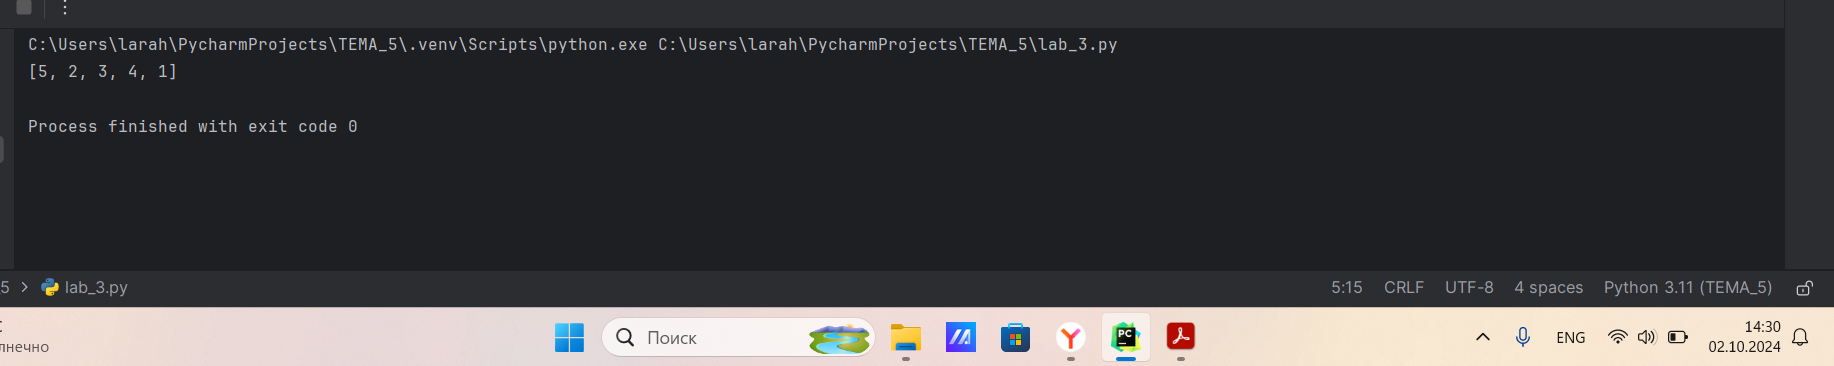 C:\Users\larah\PycharmProjects\TEMA_5\.venv\Scripts\python.exe C:\Users\larah\PycharmProjects\TEMA_5\lab_3.py
[5, 2, 3, 4, 1]
Process finished with exit code 0
5 > lab_3.py 5:15 CRLF UTF-8 4 spaces Python 3.11 (TEMA_5)
Поиск PC ENG 14:30
лнечно 02.10.2024